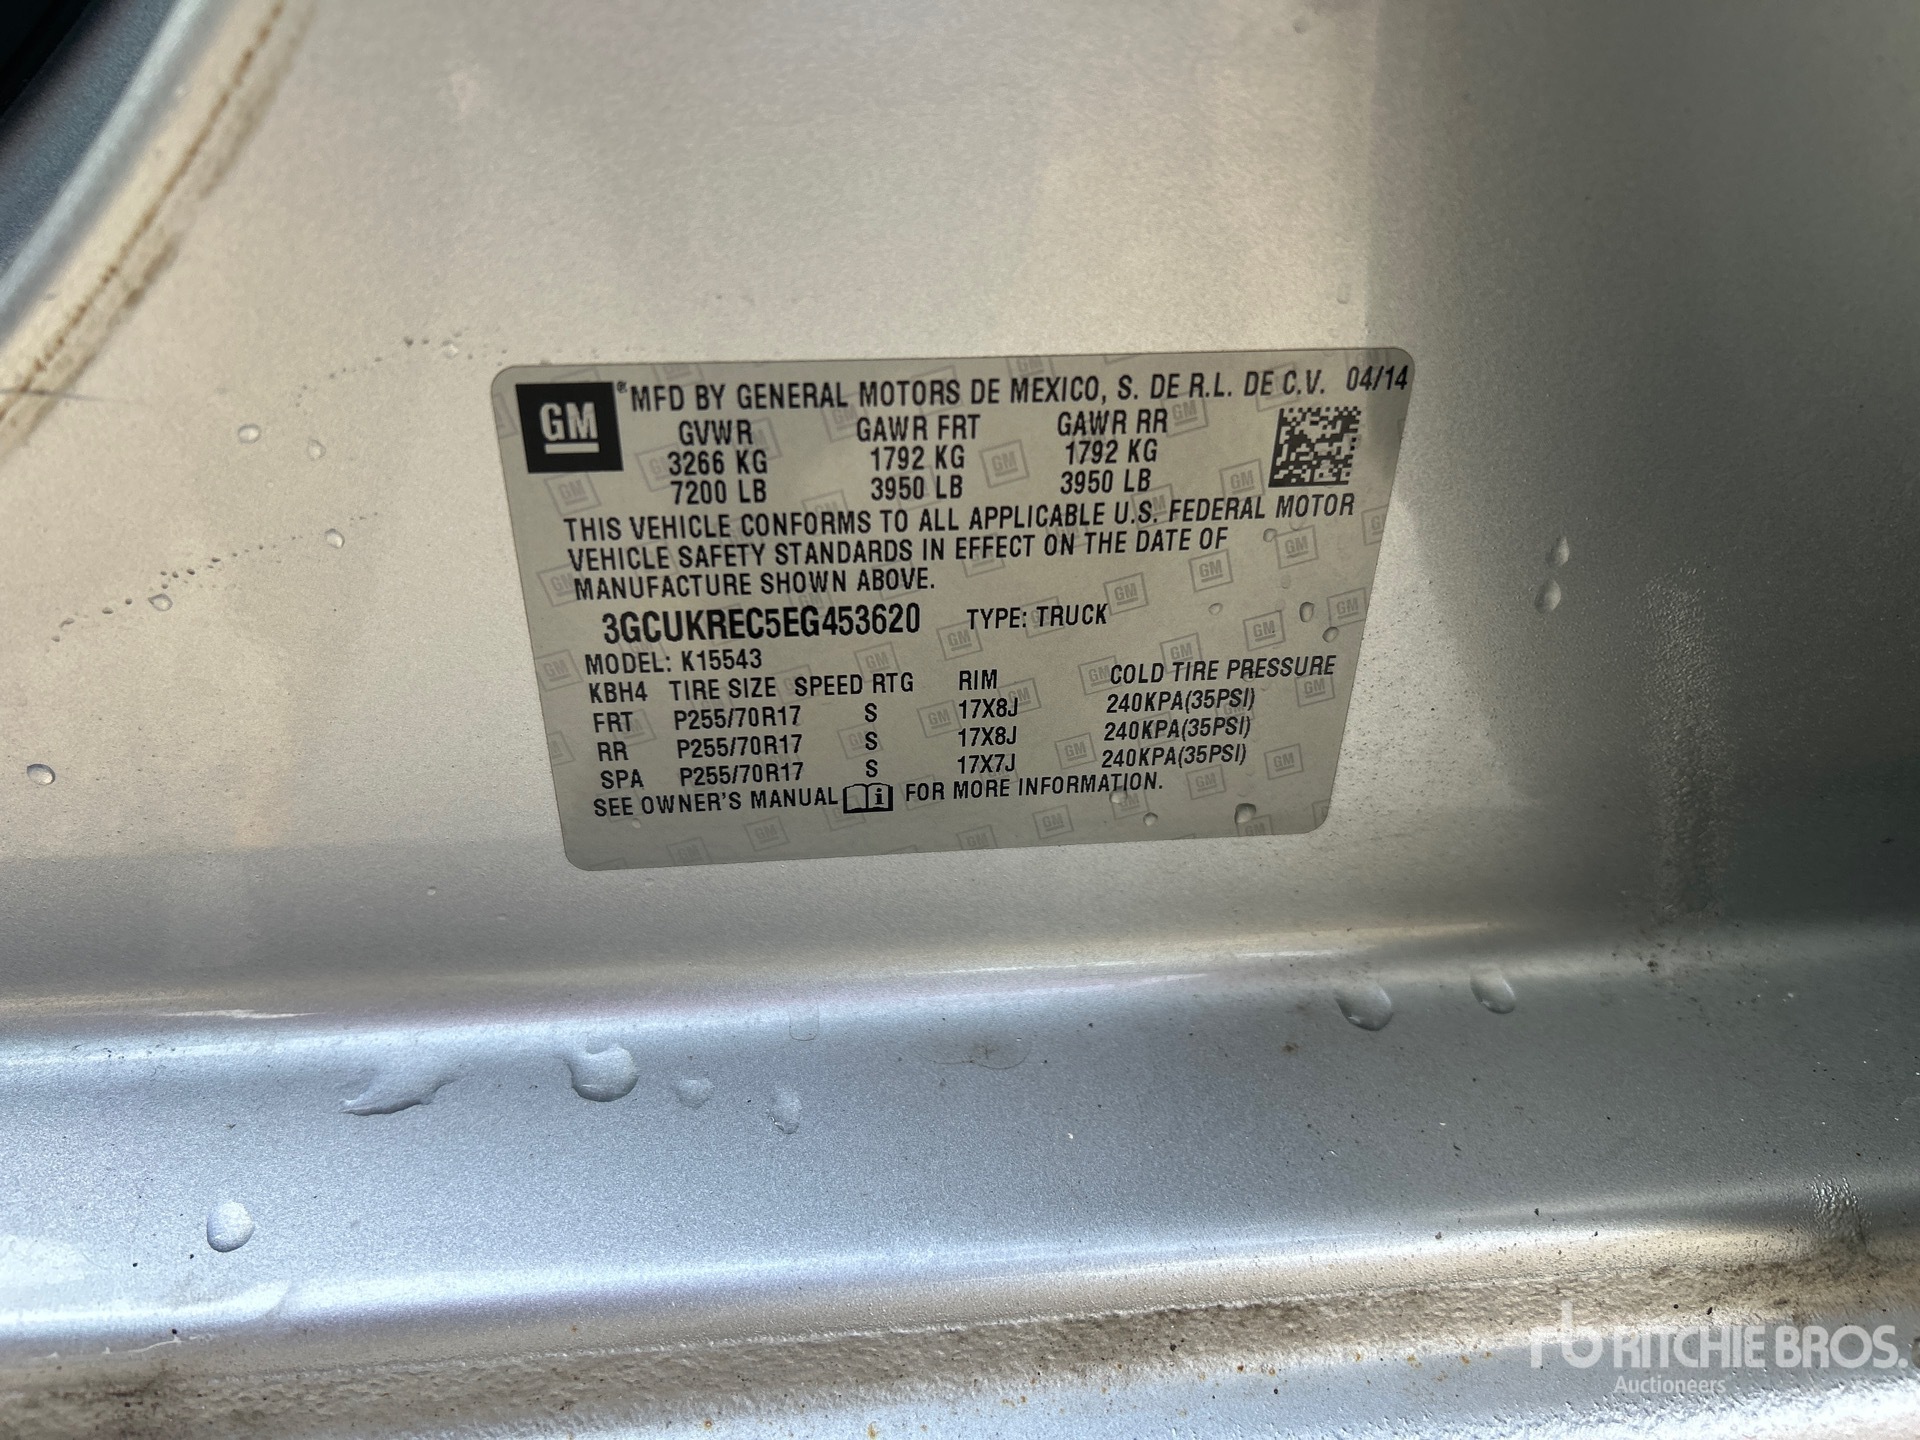 GM ® MFD BY GENERAL MOTORS DE MEXICO, S. DE R.L. DE C.V. 04/14
GVWR GAWR FRT GAWR RR
3266 KG 1792 KG 1792 KG
7200 LB 3950 LB 3950 LB
THIS VEHICLE CONFORMS TO ALL APPLICABLE U.S. FEDERAL MOTOR
VEHICLE SAFETY STANDARDS IN EFFECT ON THE DATE OF
MANUFACTURE SHOWN ABOVE.
3GCUKREC5EG453620 TYPE: TRUCK
MODEL: K15543
KBH4 TIRE SIZE SPEED RTG RIM COLD TIRE PRESSURE
FRT P255/70R17 S 17X8J 240KPA(35PSI)
RR P255/70R17 S 17X8J 240KPA(35PSI)
SPA P255/70R17 S 17X7J 240KPA(35PSI)
SEE OWNER'S MANUAL i FOR MORE INFORMATION.
rb RITCHIE BROS.
Auctioneers